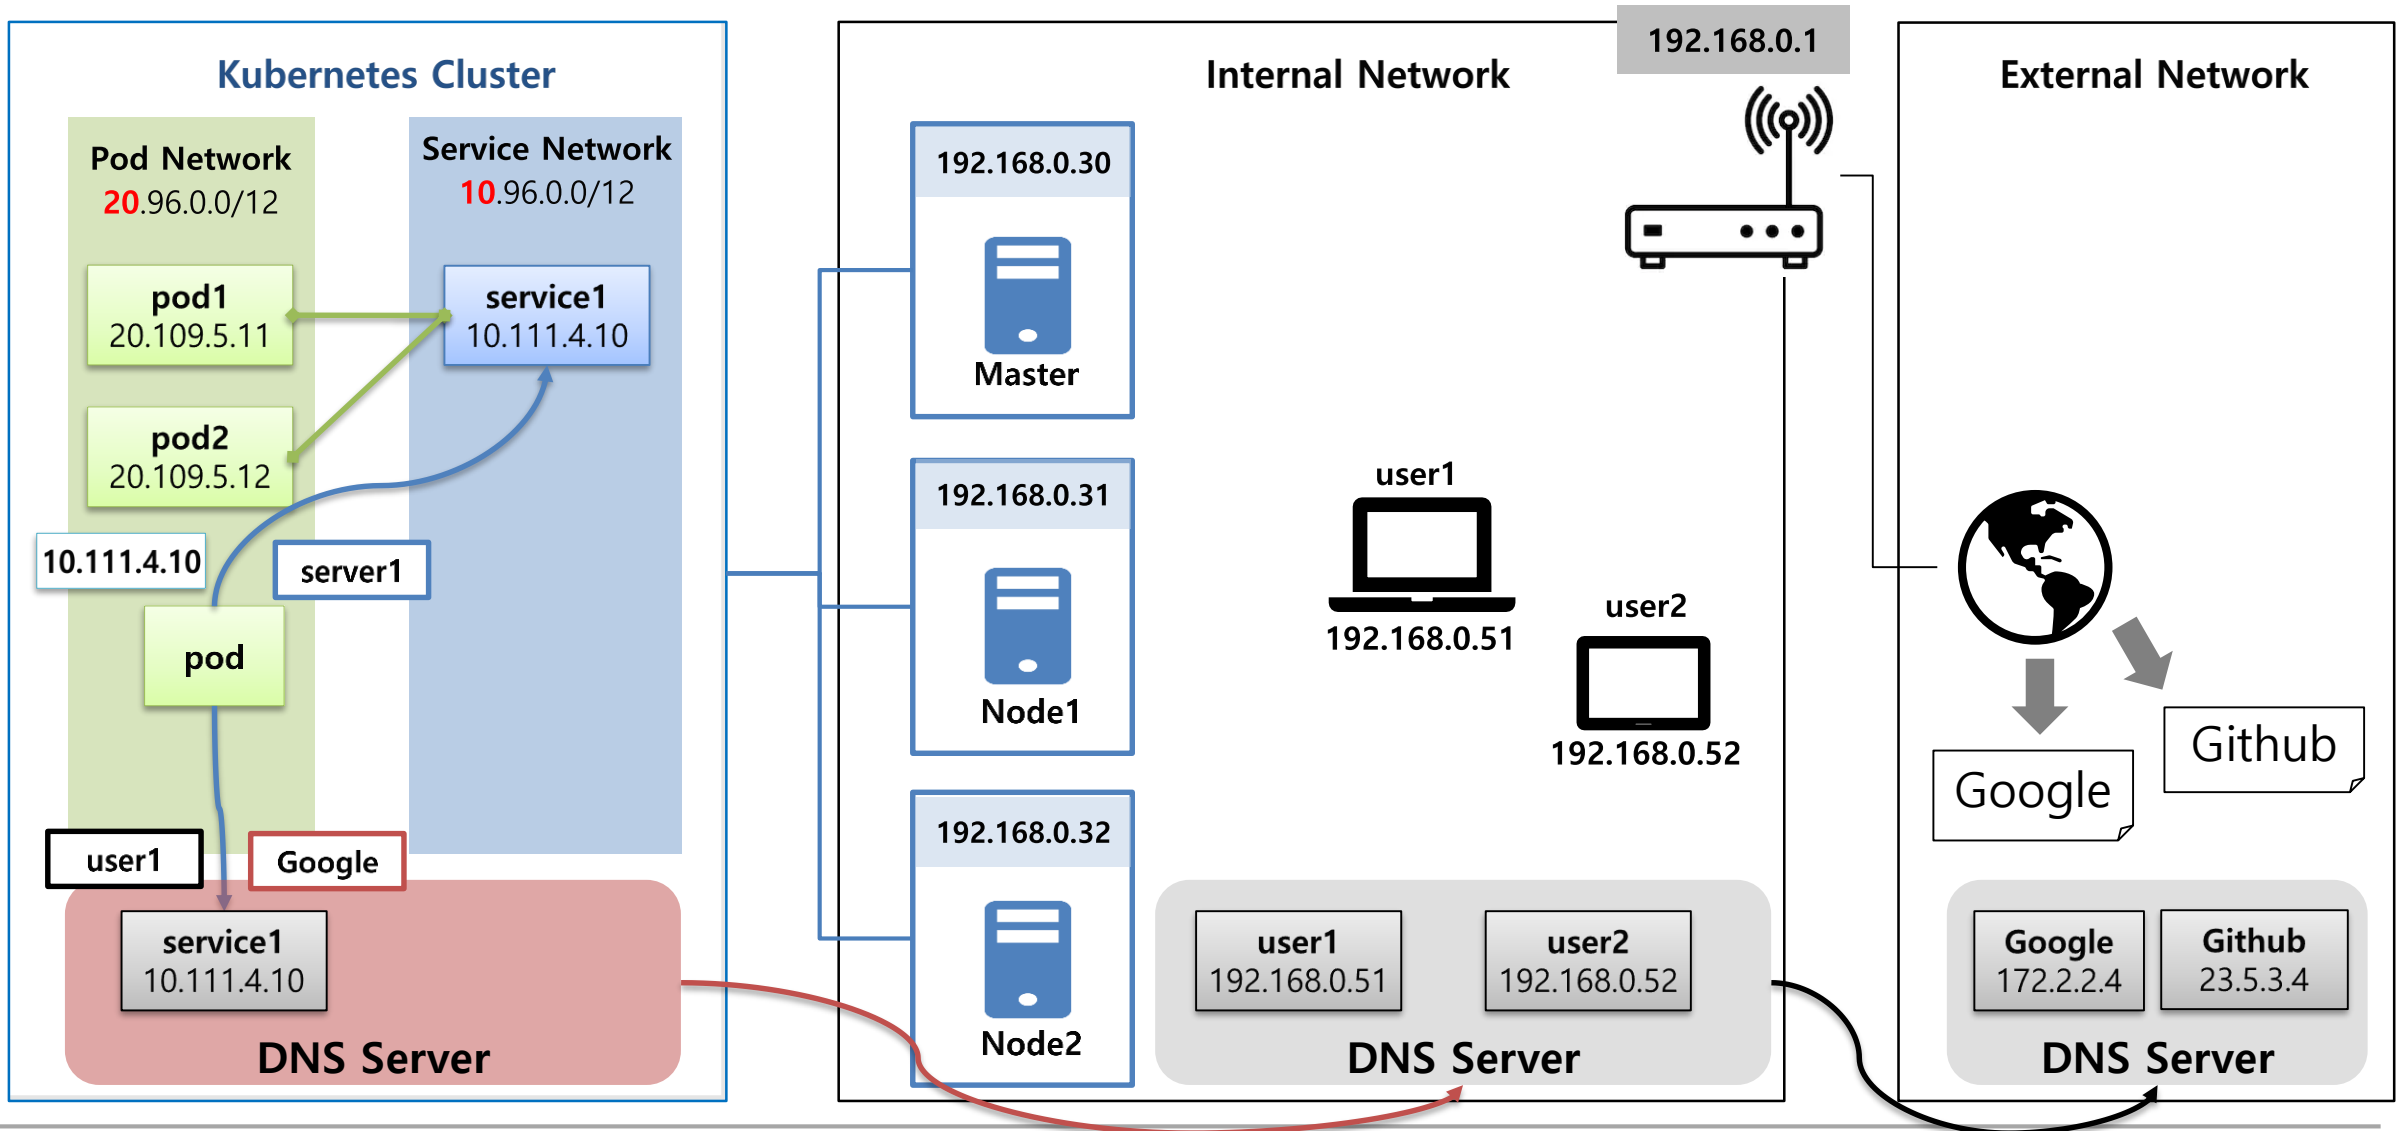 Kubernetes Cluster
Pod Network
20.96.0.0/12
Service Network
10.96.0.0/12
pod1
20.109.5.11
service1
10.111.4.10
pod2
20.109.5.12
10.111.4.10
server1
pod
user1
Google
service1
10.111.4.10
DNS Server
Internal Network
192.168.0.1
192.168.0.30
Master
192.168.0.31
Node1
192.168.0.32
Node2
user1
192.168.0.51
user2
192.168.0.52
user1
192.168.0.51
user2
192.168.0.52
DNS Server
External Network
Google
Github
Google
172.2.2.4
Github
23.5.3.4
DNS Server